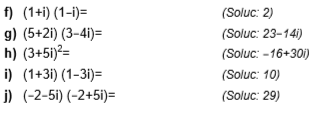 f) (1+i) (1–i)= (Soluc: 2)
g) (5+2i) (3–4i)= (Soluc: 23–14i)
h) (3+5i)²= (Soluc: –16+30i)
i) (1+3i) (1–3i)= (Soluc: 10)
j) (–2–5i) (–2+5i)= (Soluc: 29)